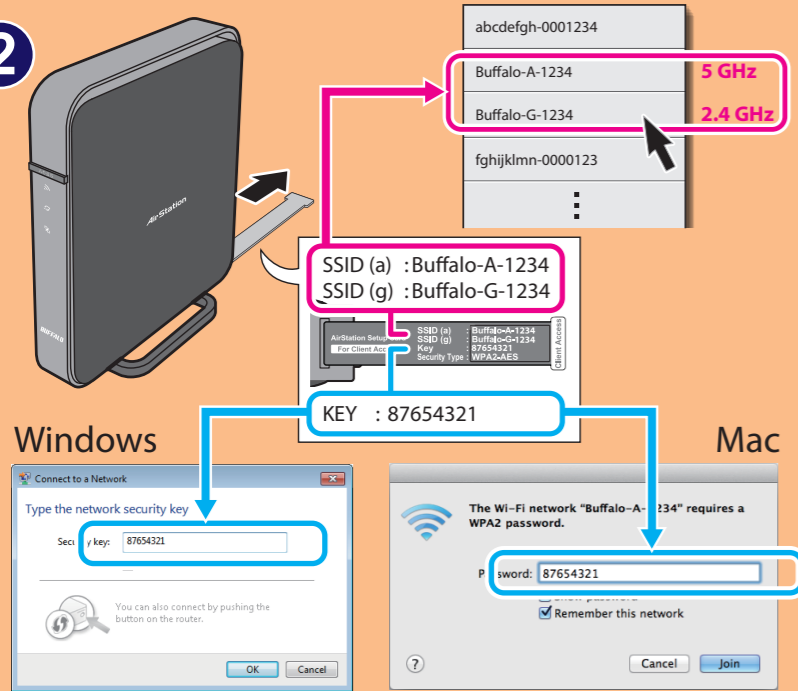 2
abcdefgh-0001234
Buffalo-A-1234
5 GHz
Buffalo-G-1234
2.4 GHz
fghijklmn-0000123
AirStation
BUFFALO
SSID (a) : Buffalo-A-1234
SSID (g) : Buffalo-G-1234
AirStation Setup
For Client Acc
SSID (a) : Buffalo-A-1234
SSID (g) : Buffalo-G-1234
Key : 87654321
Security Type : WPA2-AES
Client Access
KEY : 87654321
Windows
Connect to a Network
Type the network security key
Secu y key: 87654321
You can also connect by pushing the
button on the router.
OK Cancel
Mac
The Wi-Fi network "Buffalo-A- 234" requires a
WPA2 password.
P sword: 87654321
Remember this network
? Cancel Join